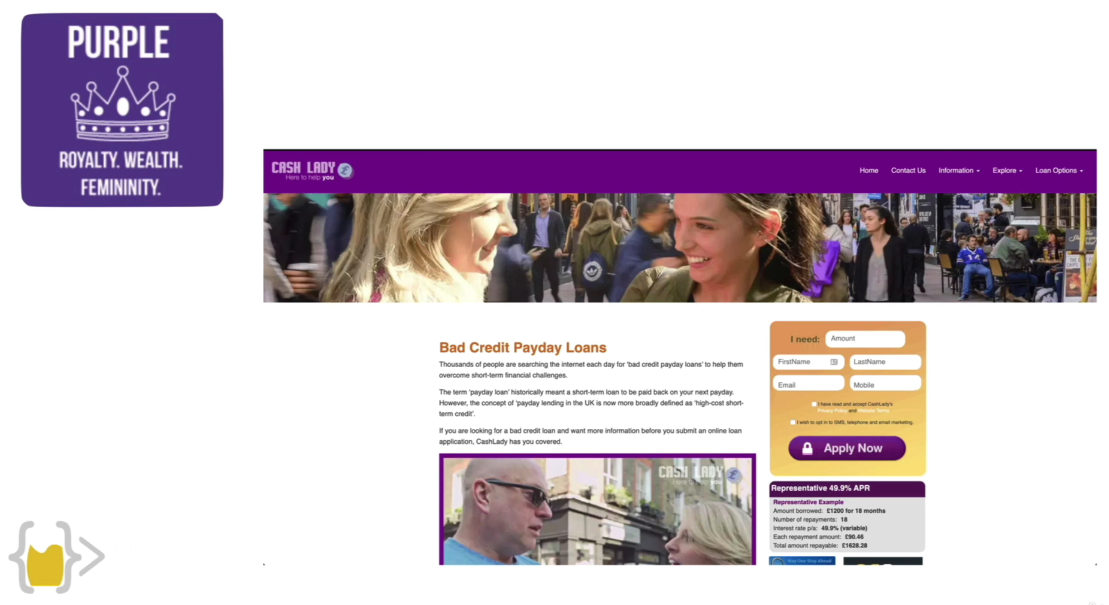 PURPLE
ROYALTY. WEALTH.
FEMININITY.
CASH LADY
Here to help you
Home
Contact Us
Information
Explore
Loan Options
Bad Credit Payday Loans
Thousands of people are searching the internet each day for 'bad credit payday loans' to help them
overcome short-term financial challenges.
The term 'payday loan' historically meant a short-term loan to be paid back on your next payday.
However, the concept of 'payday lending in the UK is now more broadly defined as 'high-cost short-
term credit'.
If you are looking for a bad credit loan and want more information before you submit an online loan
application, CashLady has you covered.
CASH LADY
Here to help you
I need: Amount
FirstName LastName
Email Mobile
I have read and accept CashLady's
Privacy Policy and Website Terms
I wish to opt in to SMS, telephone and email marketing.
Apply Now
Representative 49.9% APR
Representative Example
Amount borrowed: £1200 for 18 months
Number of repayments: 18
Interest rate p/a: 49.9% (variable)
Each repayment amount: £90.46
Total amount repayable: £1628.28